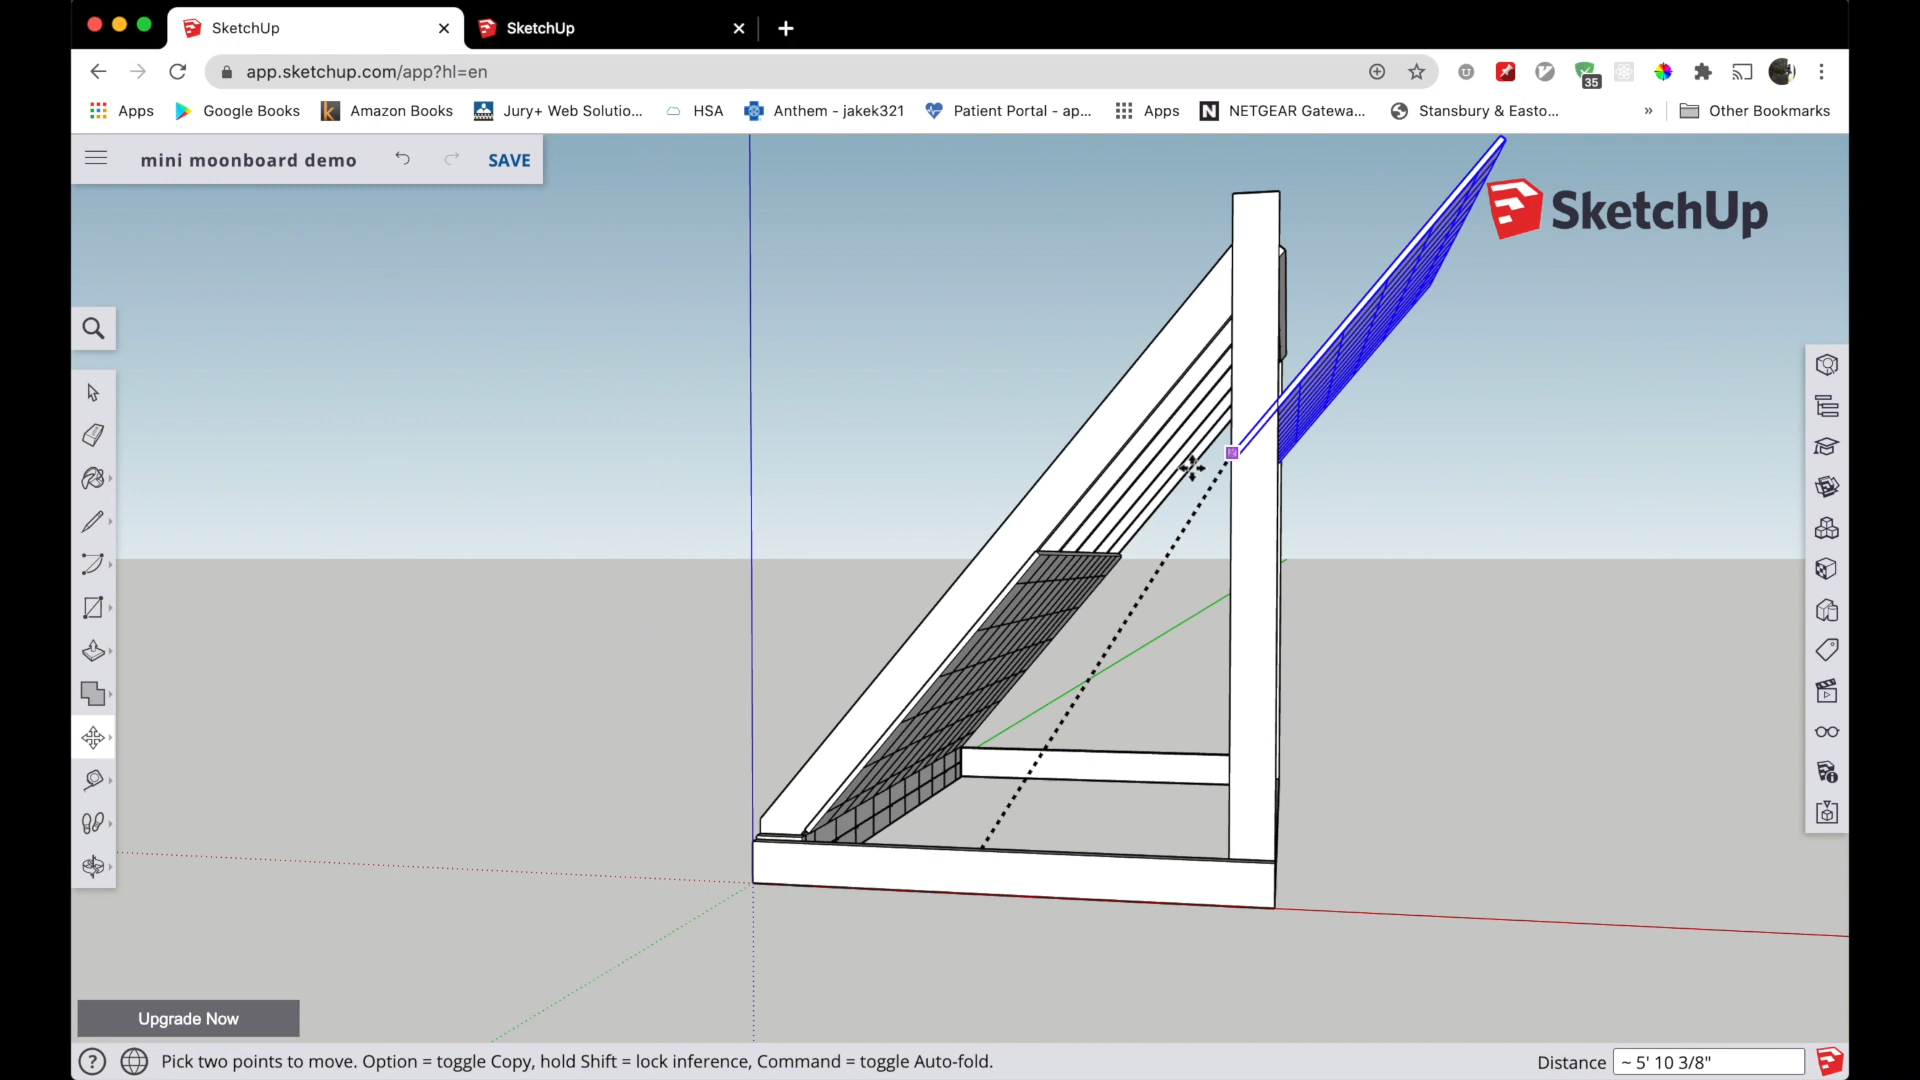 SketchUp
SketchUp
app.sketchup.com/app?hl=en
35
Apps
Google Books
Amazon Books
Jury+ Web Solutio...
HSA
Anthem - jakek321
Patient Portal - ap...
Apps
NETGEAR Gatewa...
Stansbury & Easto...
»
Other Bookmarks
mini moonboard demo
SAVE
SketchUp
Upgrade Now
Pick two points to move. Option = toggle Copy, hold Shift = lock inference, Command = toggle Auto-fold.
Distance
~ 5' 10 3/8"